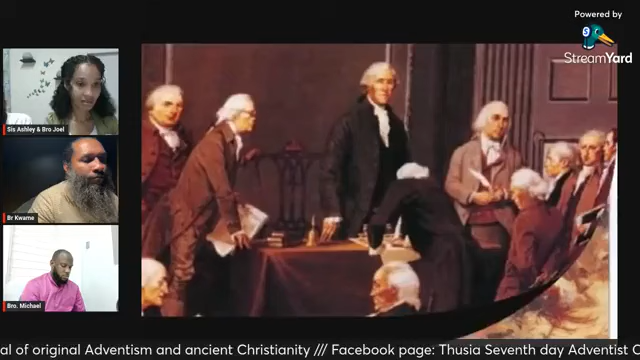 Powered by
StreamYard
Sis Ashley & Bro Joel
Br Kwame
Bro. Michael
al of original Adventism and ancient Christianity /// Facebook page: Thusia Seventh day Adventist C